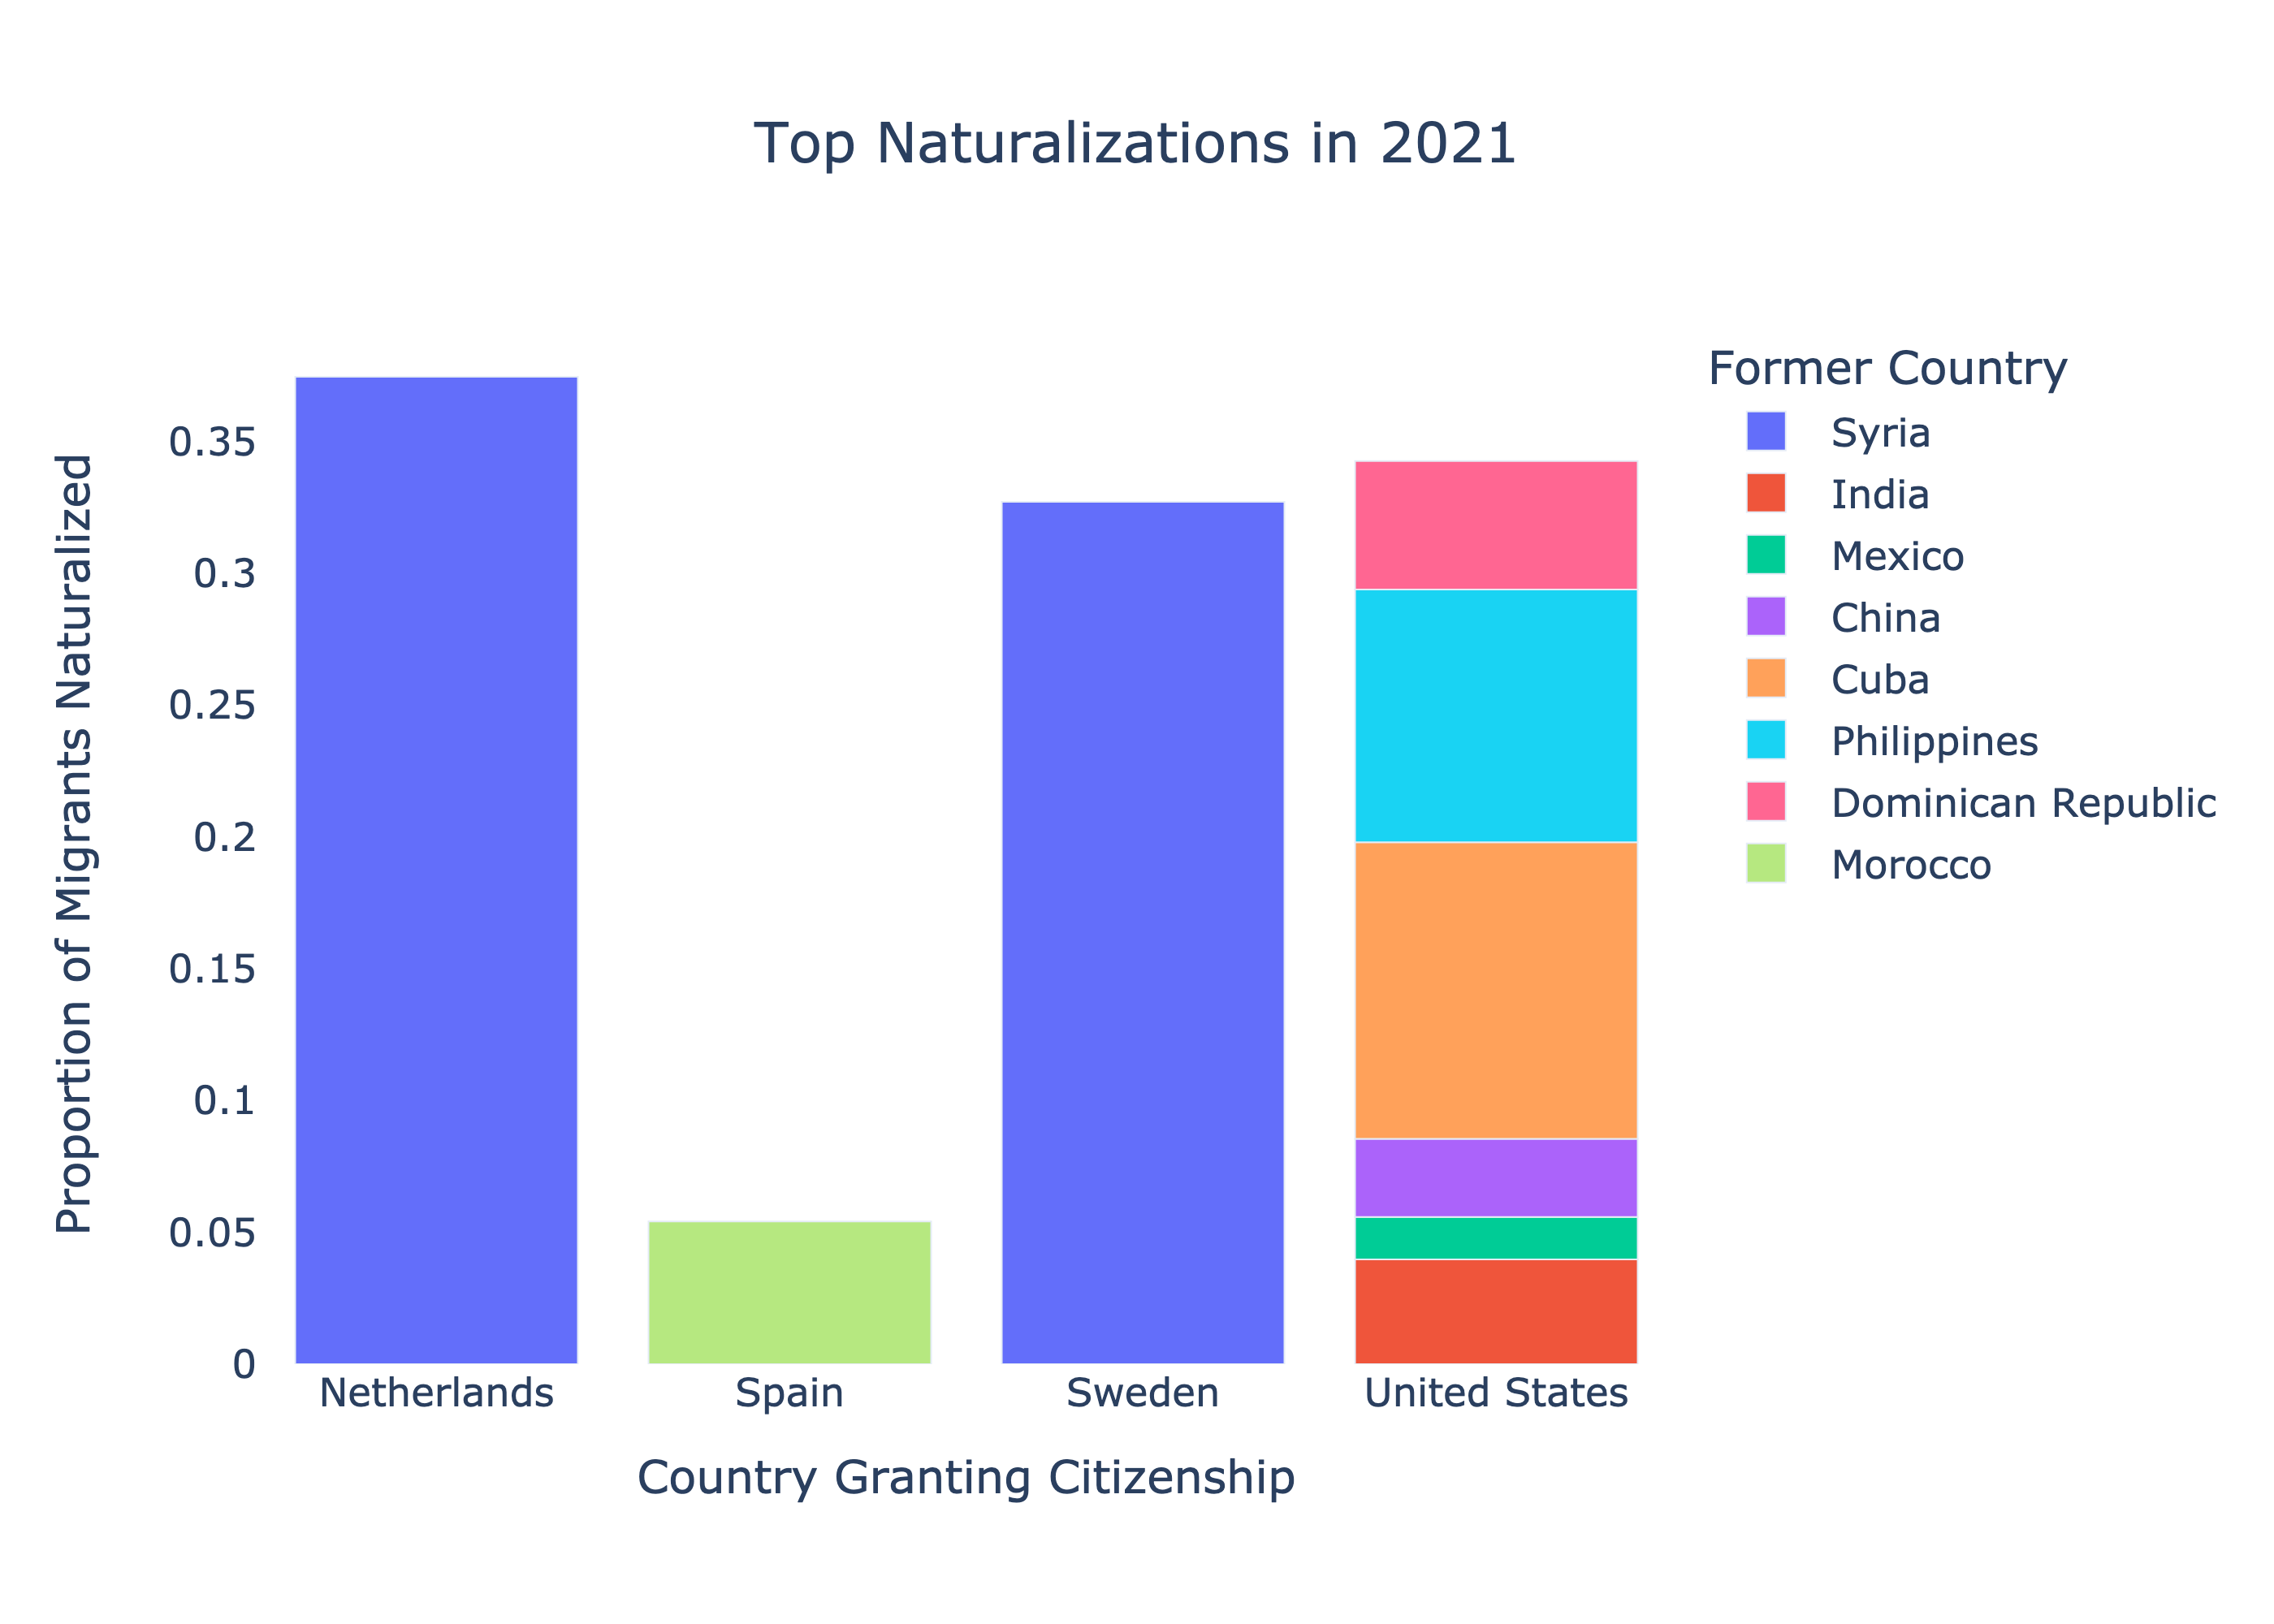 Top Naturalizations in 2021
Proportion of Migrants Naturalized
0.35
0.3
0.25
0.2
0.15
0.1
0.05
0
Netherlands
Spain
Sweden
United States
Country Granting Citizenship
Former Country
Syria
India
Mexico
China
Cuba
Philippines
Dominican Republic
Morocco